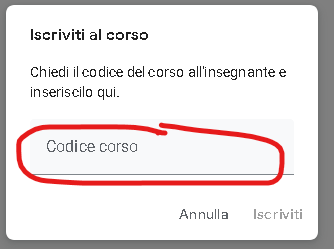 Iscriviti al corso
Chiedi il codice del corso all'insegnante e
inseriscilo qui.
Codice corso
Annulla Iscriviti